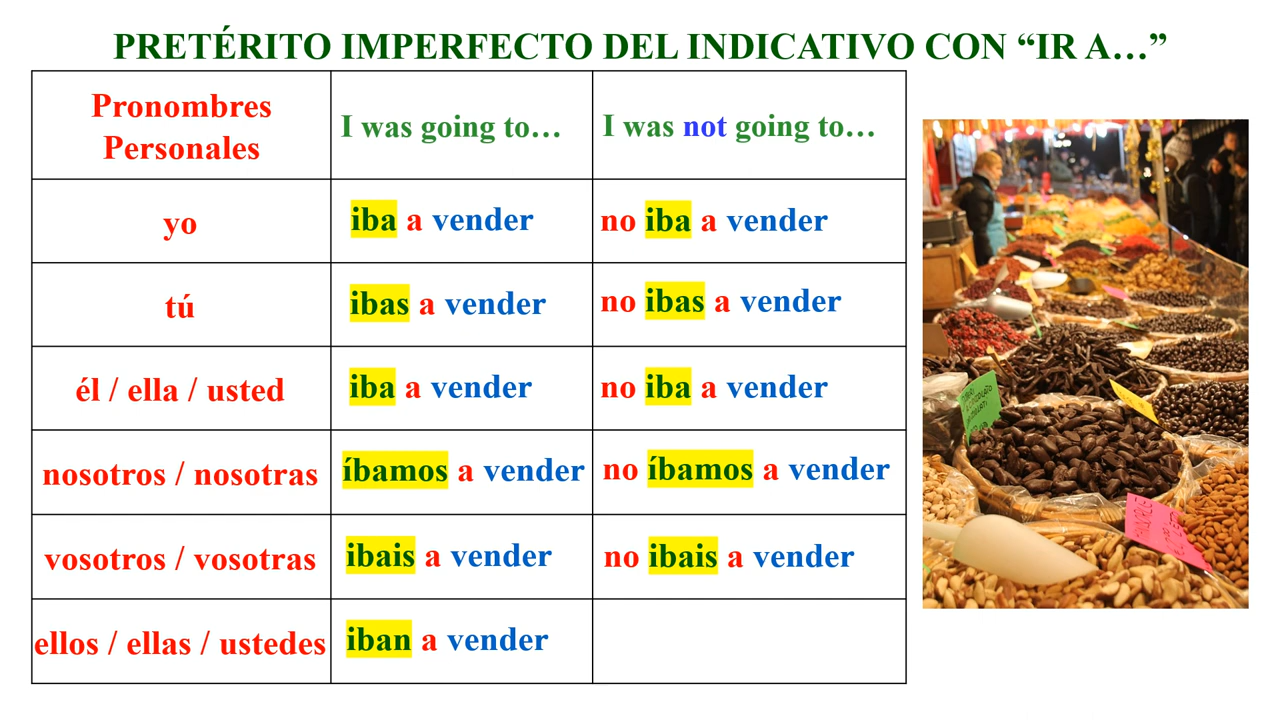 PRETÉRITO IMPERFECTO DEL INDICATIVO CON “IR A…”
Pronombres
Personales
I was going to…
I was not going to…
yo
iba a vender
no iba a vender
tú
ibas a vender
no ibas a vender
él / ella / usted
iba a vender
no iba a vender
nosotros / nosotras
íbamos a vender
no íbamos a vender
vosotros / vosotras
ibais a vender
no ibais a vender
ellos / ellas / ustedes
iban a vender